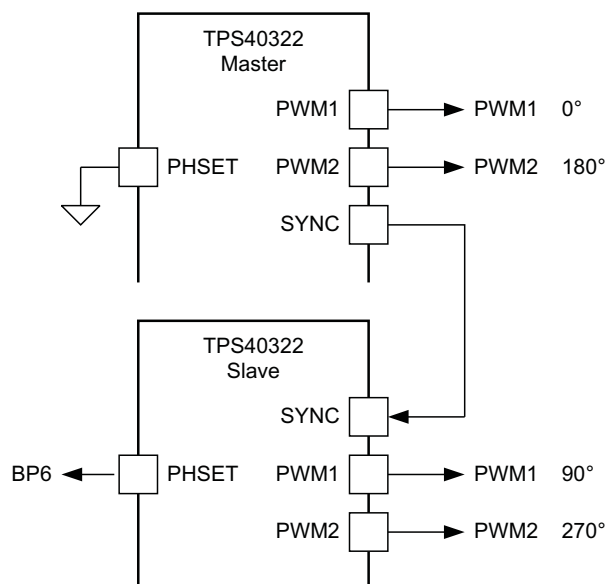 TPS40322
Master
PWM1 PWM1 0°
PHSET PWM2 PWM2 180°
SYNC
TPS40322
Slave
SYNC
BP6 PHSET PWM1 PWM1 90°
PWM2 PWM2 270°